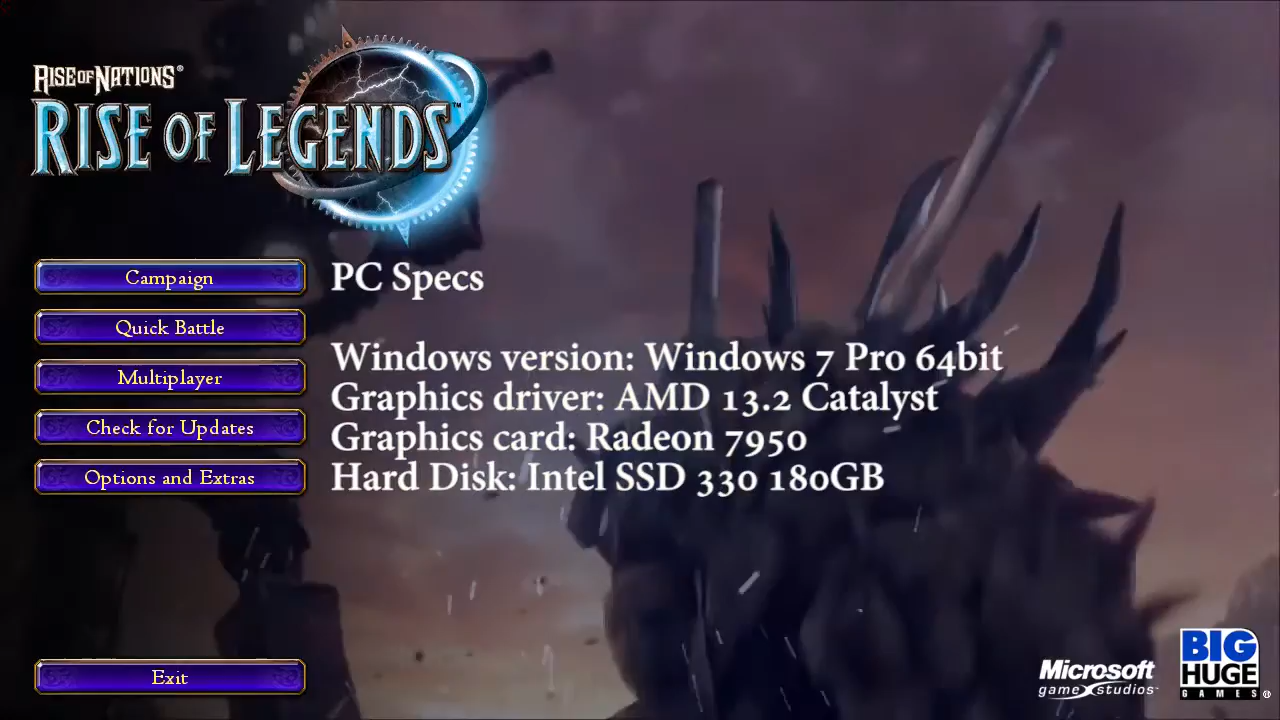 RISE OF NATIONS®
RISE OF LEGENDS™
Campaign
PC Specs
Quick Battle
Windows version: Windows 7 Pro 64bit
Multiplayer
Graphics driver: AMD 13.2 Catalyst
Check for Updates
Graphics card: Radeon 7950
Options and Extras
Hard Disk: Intel SSD 330 180GB
Exit
Microsoft
game studios™
BIG
HUGE
GAMES®